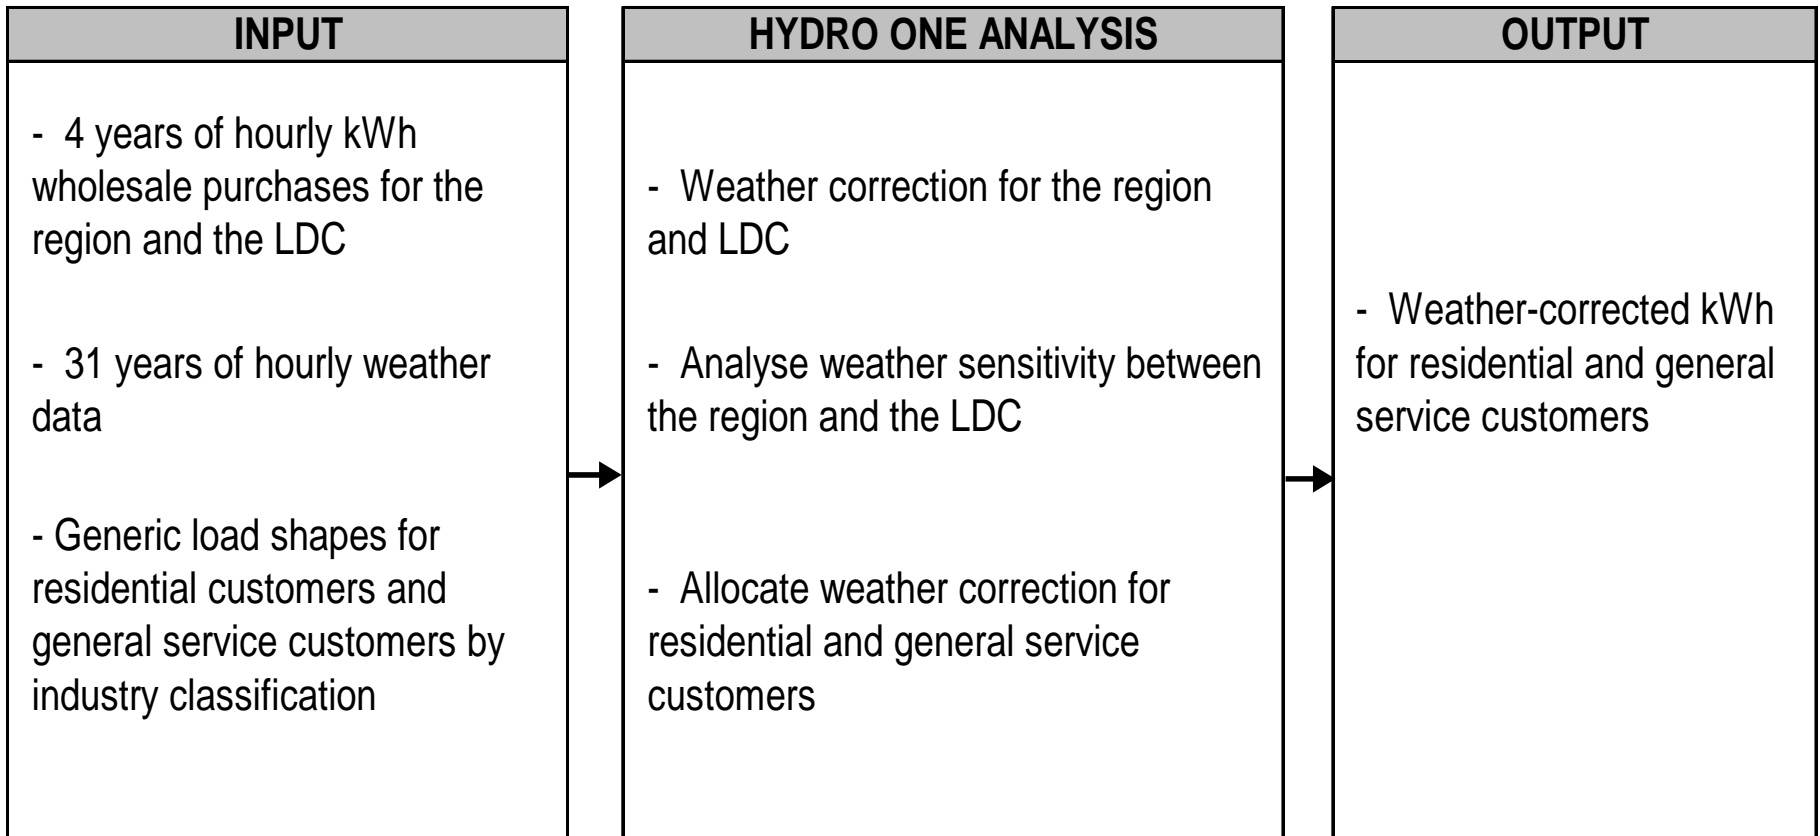 INPUT
- 4 years of hourly kWh
wholesale purchases for the
region and the LDC
- 31 years of hourly weather
data
- Generic load shapes for
residential customers and
general service customers by
industry classification
HYDRO ONE ANALYSIS
- Weather correction for the region
and LDC
- Analyse weather sensitivity between
the region and the LDC
- Allocate weather correction for
residential and general service
customers
OUTPUT
- Weather-corrected kWh
for residential and general
service customers